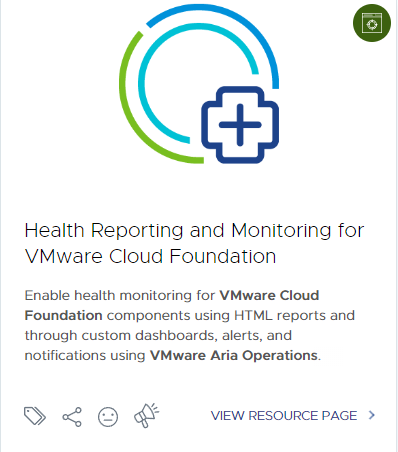 Health Reporting and Monitoring for
VMware Cloud Foundation
Enable health monitoring for VMware Cloud
Foundation components using HTML reports and
through custom dashboards, alerts, and
notifications using VMware Aria Operations.
VIEW RESOURCE PAGE